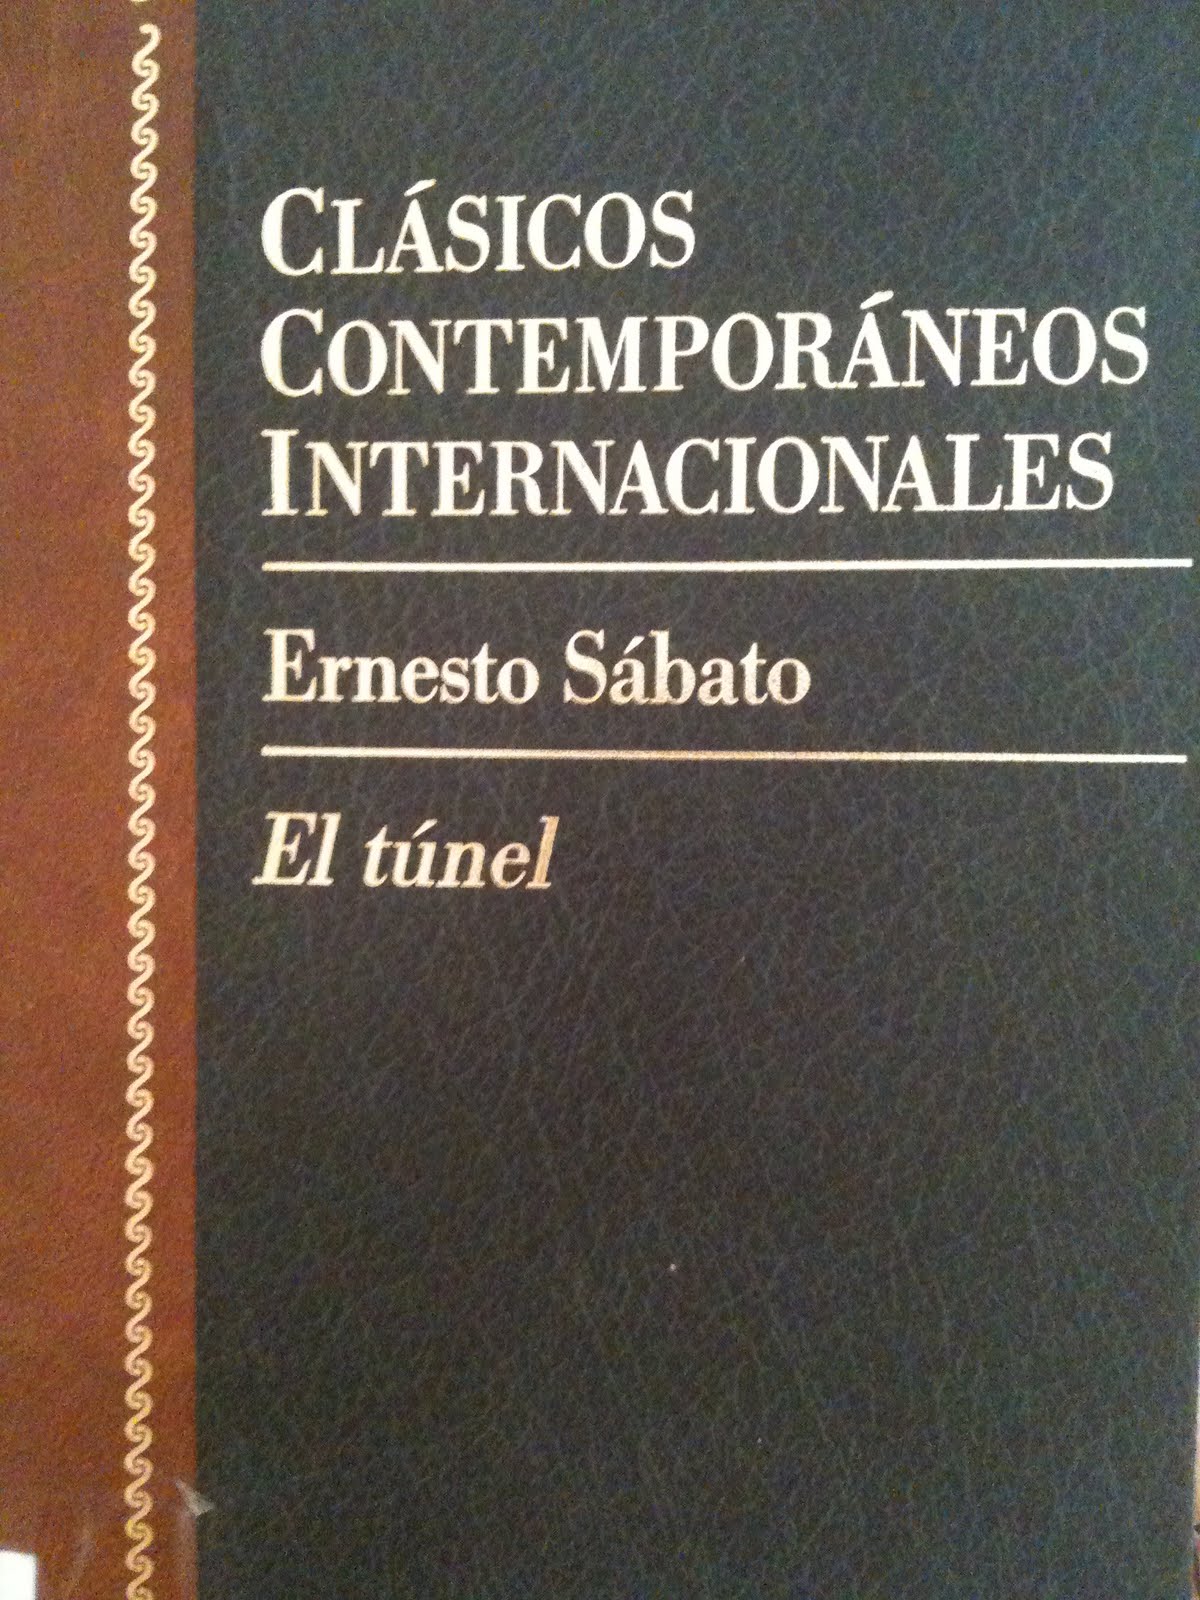 CLÁSICOS
CONTEMPORÁNEOS
INTERNACIONALES
Ernesto Sábato
El túnel